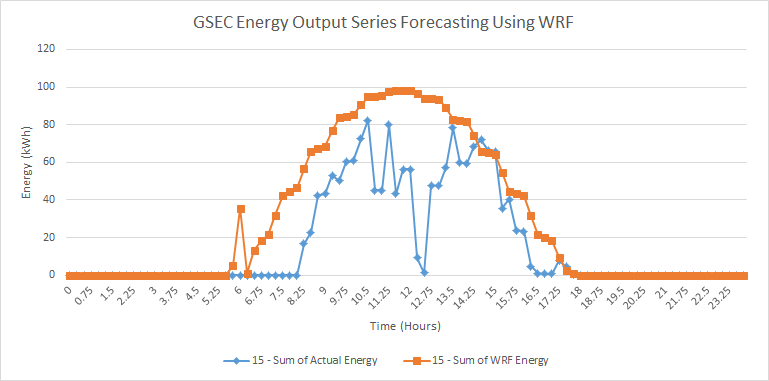 GSEC Energy Output Series Forecasting Using WRF
120
100
80
60
40
20
0
Energy (kWh)
0 0.75 1.5 2.25 3 3.75 4.5 5.25 6 6.75 7.5 8.25 9 9.75 10.5 11.25 12 12.75 13.5 14.25 15 15.75 16.5 17.25 18 18.75 19.5 20.25 21 21.75 22.5 23.25
Time (Hours)
15 - Sum of Actual Energy 15 - Sum of WRF Energy